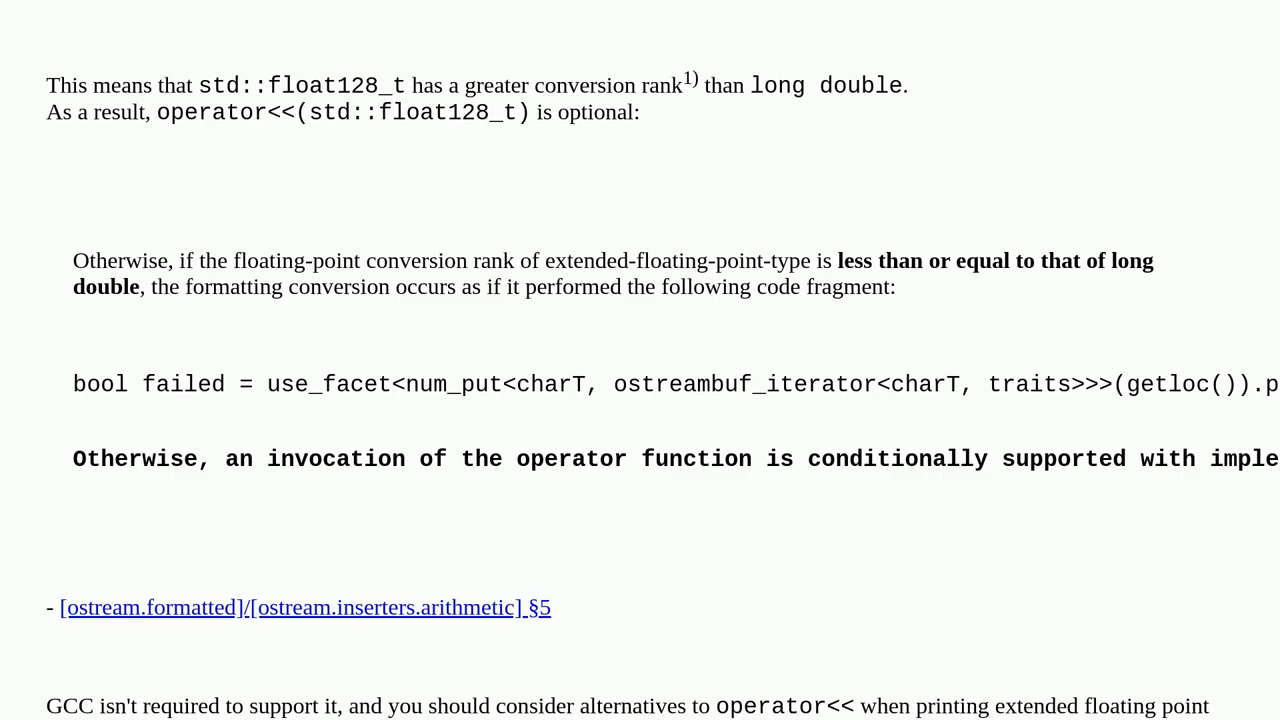 This means that std::float128_t has a greater conversion rank1) than long double.
As a result, operator<<(std::float128_t) is optional:
Otherwise, if the floating-point conversion rank of extended-floating-point-type is less than or equal to that of long
double, the formatting conversion occurs as if it performed the following code fragment:
bool failed = use_facet<num_put<charT, ostreambuf_iterator<charT, traits>>>(getloc()).p
Otherwise, an invocation of the operator function is conditionally supported with imple
- [ostream.formatted]/[ostream.inserters.arithmetic] §5
GCC isn't required to support it, and you should consider alternatives to operator<< when printing extended floating point